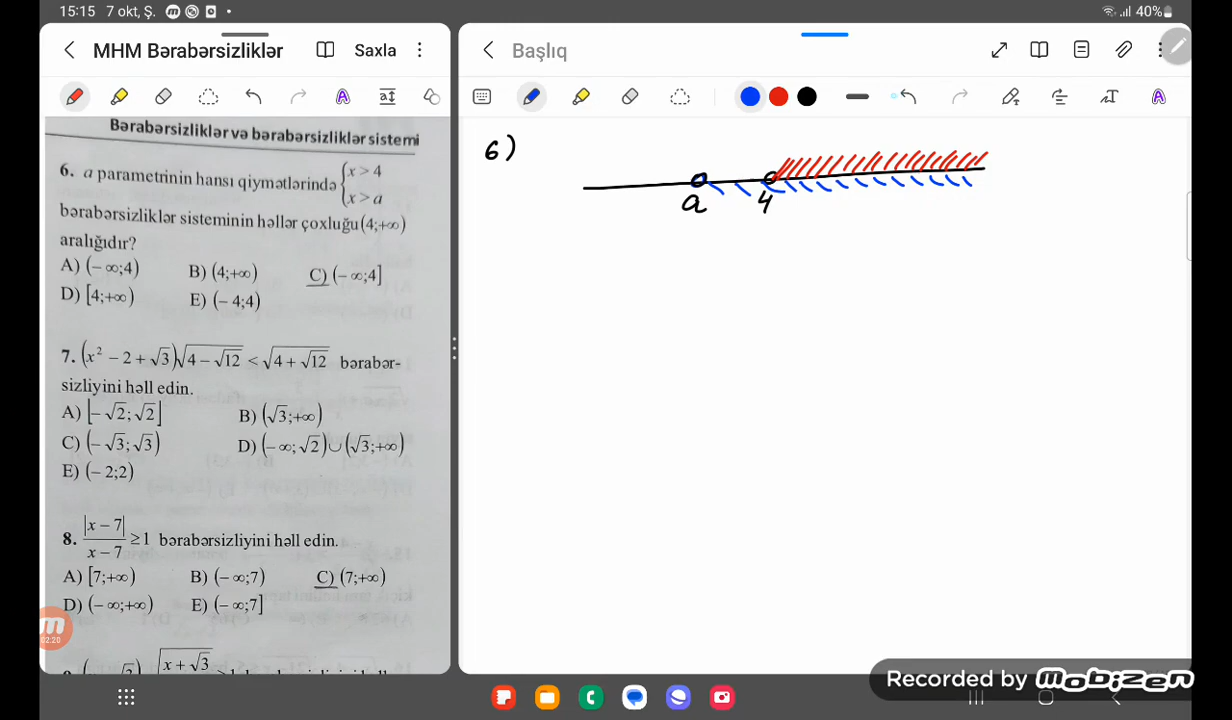 15:15 7 okt, Ş.
40%
MHM Bərabərsizliklər
Saxla
Başlıq
Bərabərsizliklər və bərabərsizliklər sistemi
6. a parametrinin hansı qiymətlərində {x > 4
{x > a
bərabərsizliklər sisteminin həllər çoxluğu (4;+∞)
aralığıdır?
A) (– ∞;4) B) (4;+∞) C) (– ∞;4]
D) [4;+∞) E) (– 4;4)
7. (x² – 2 + √3)√(4 – √12) < √(4 + √12) bərabər-
sizliyini həll edin.
A) [– √2; √2] B) (√3;+∞)
C) (– √3; √3) D) (– ∞; √2)∪(√3;+∞)
E) (– 2;2)
8. |x – 7|/(x – 7) ≥ 1 bərabərsizliyini həll edin.
A) [7;+∞) B) (– ∞;7) C) (7;+∞)
D) (– ∞;+∞) E) (– ∞;7]
x + √3
6)
a 4
02:20
Recorded by mobizen